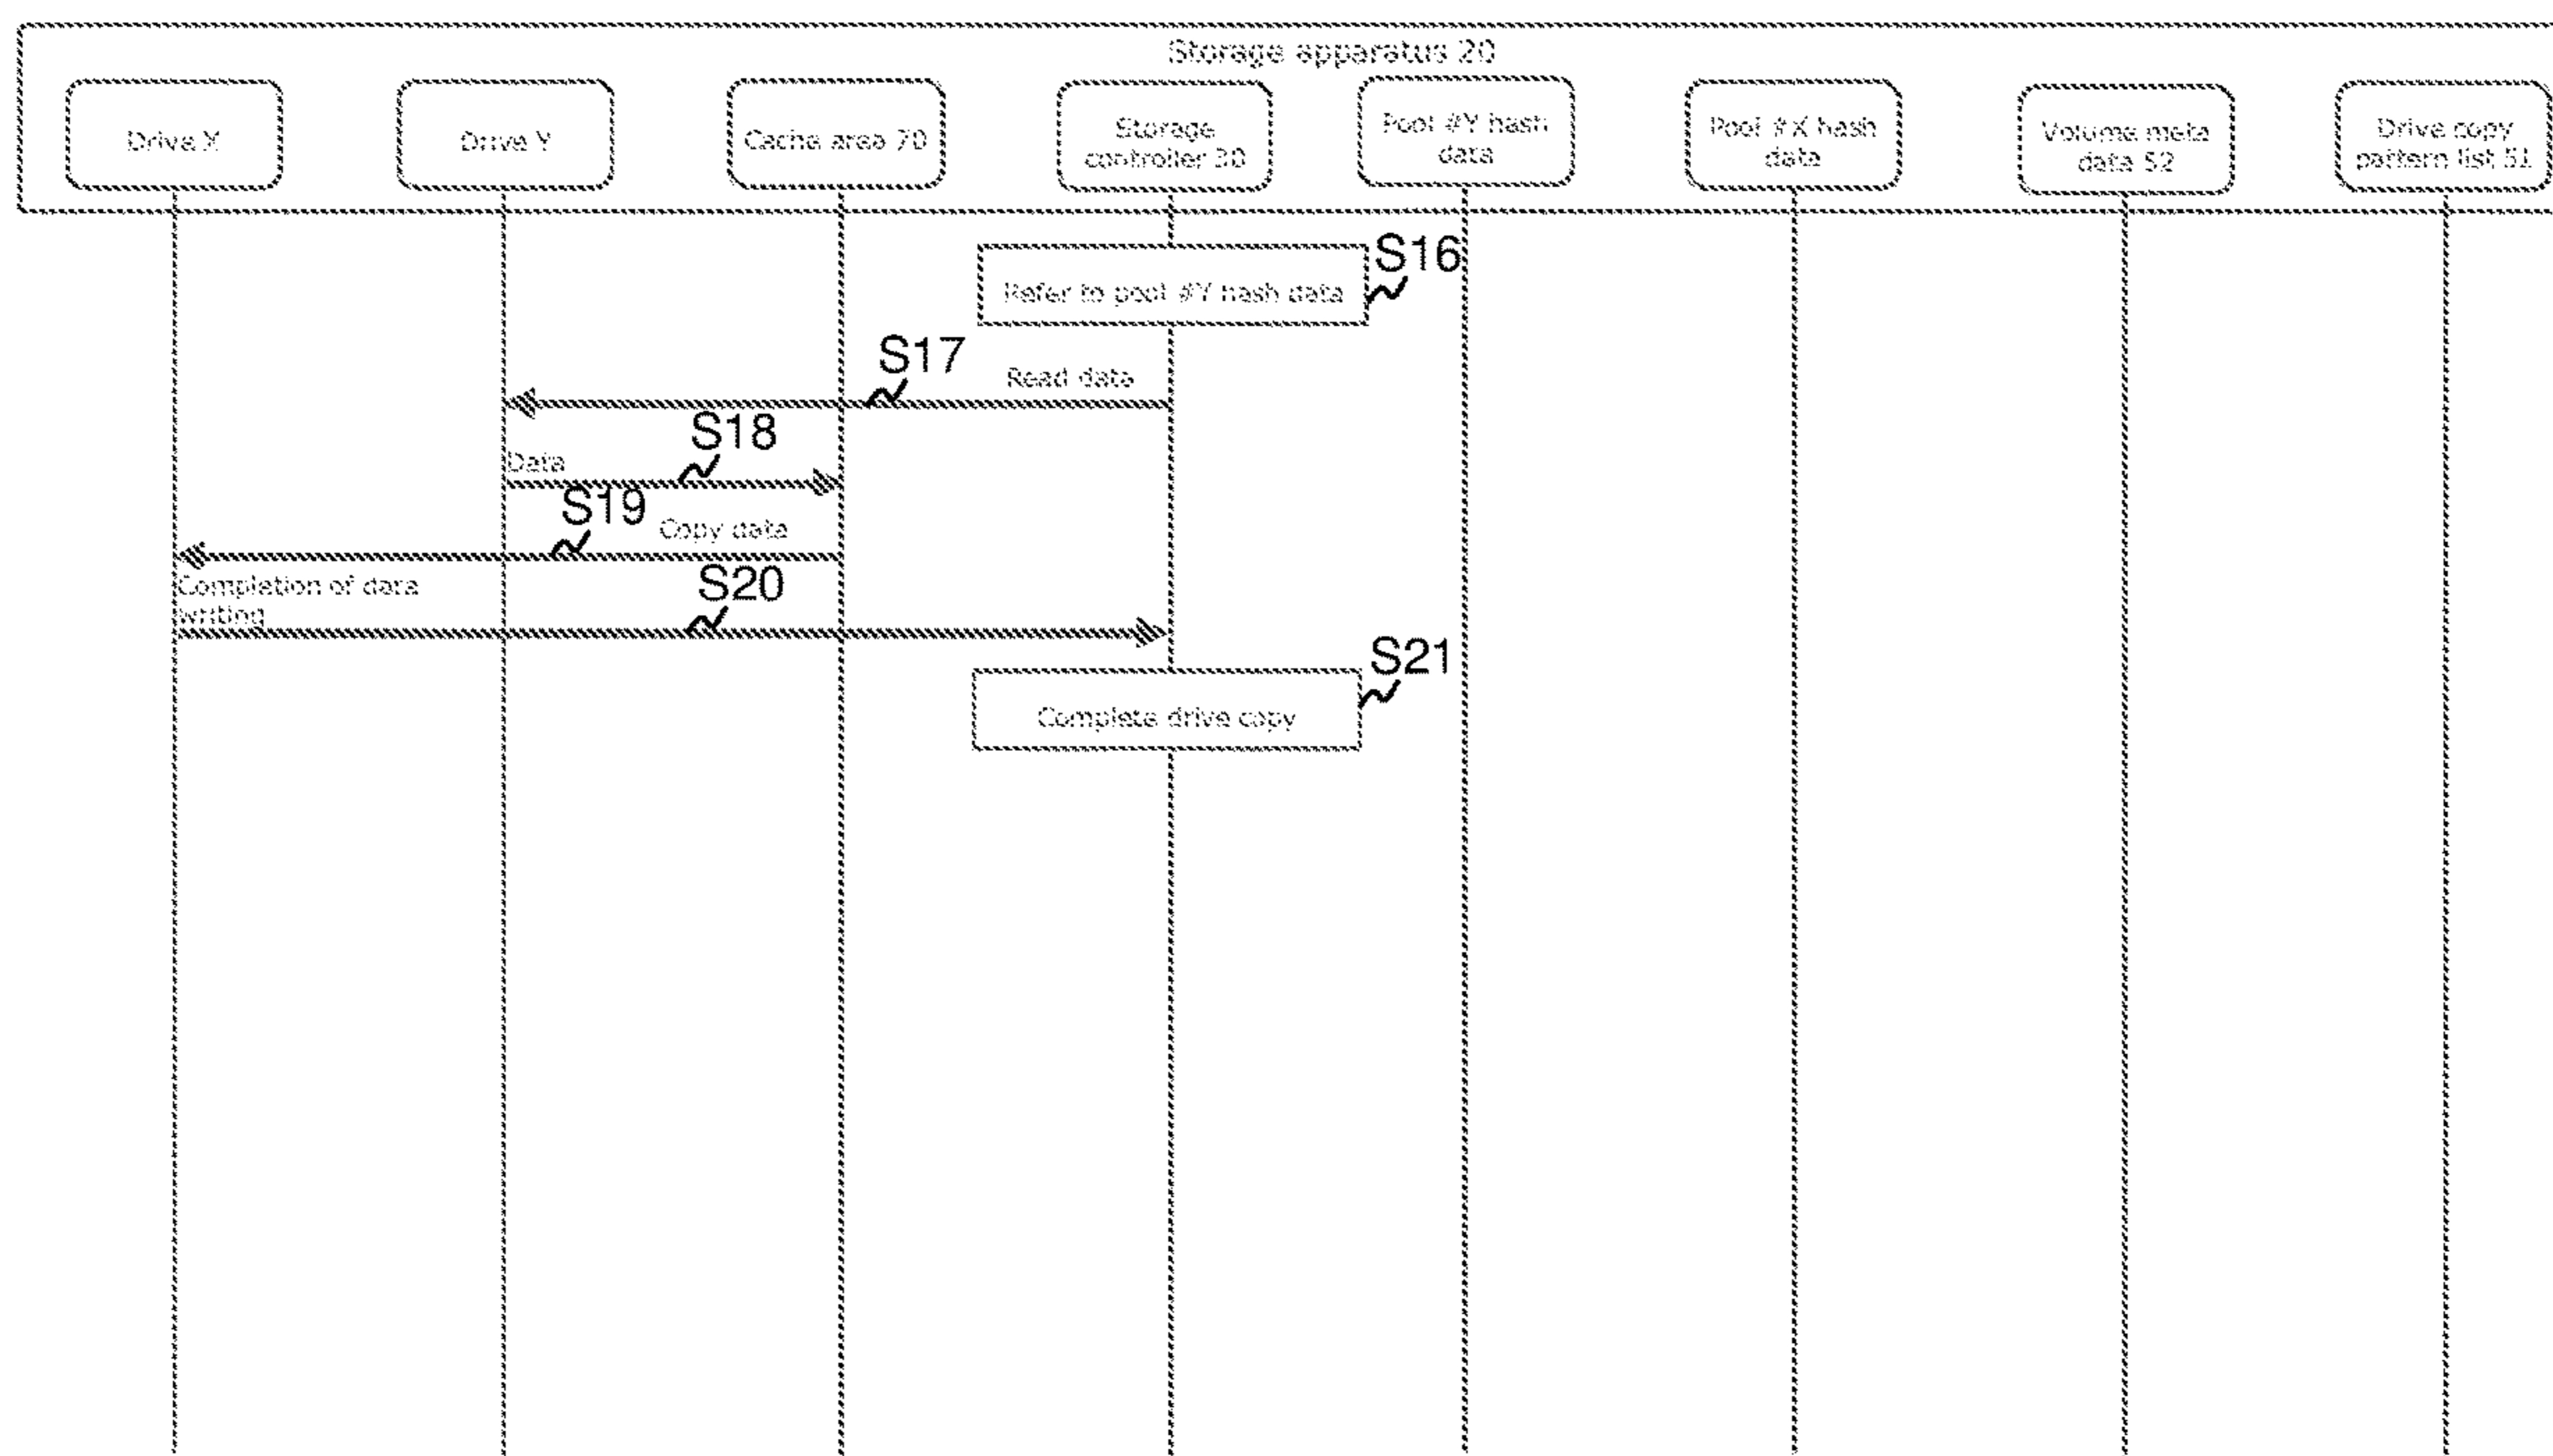 Storage apparatus 20
Drive X
Drive Y
Cache area 70
Storage
controller 30
Pool #Y hash
data
Pool #X hash
data
Volume meta
data 52
Drive copy
pattern list 51
S16
Refer to pool #Y hash data
S17
Read data
S18
Data
S19
Copy data
Completion of data
writing
S20
S21
Complete drive copy